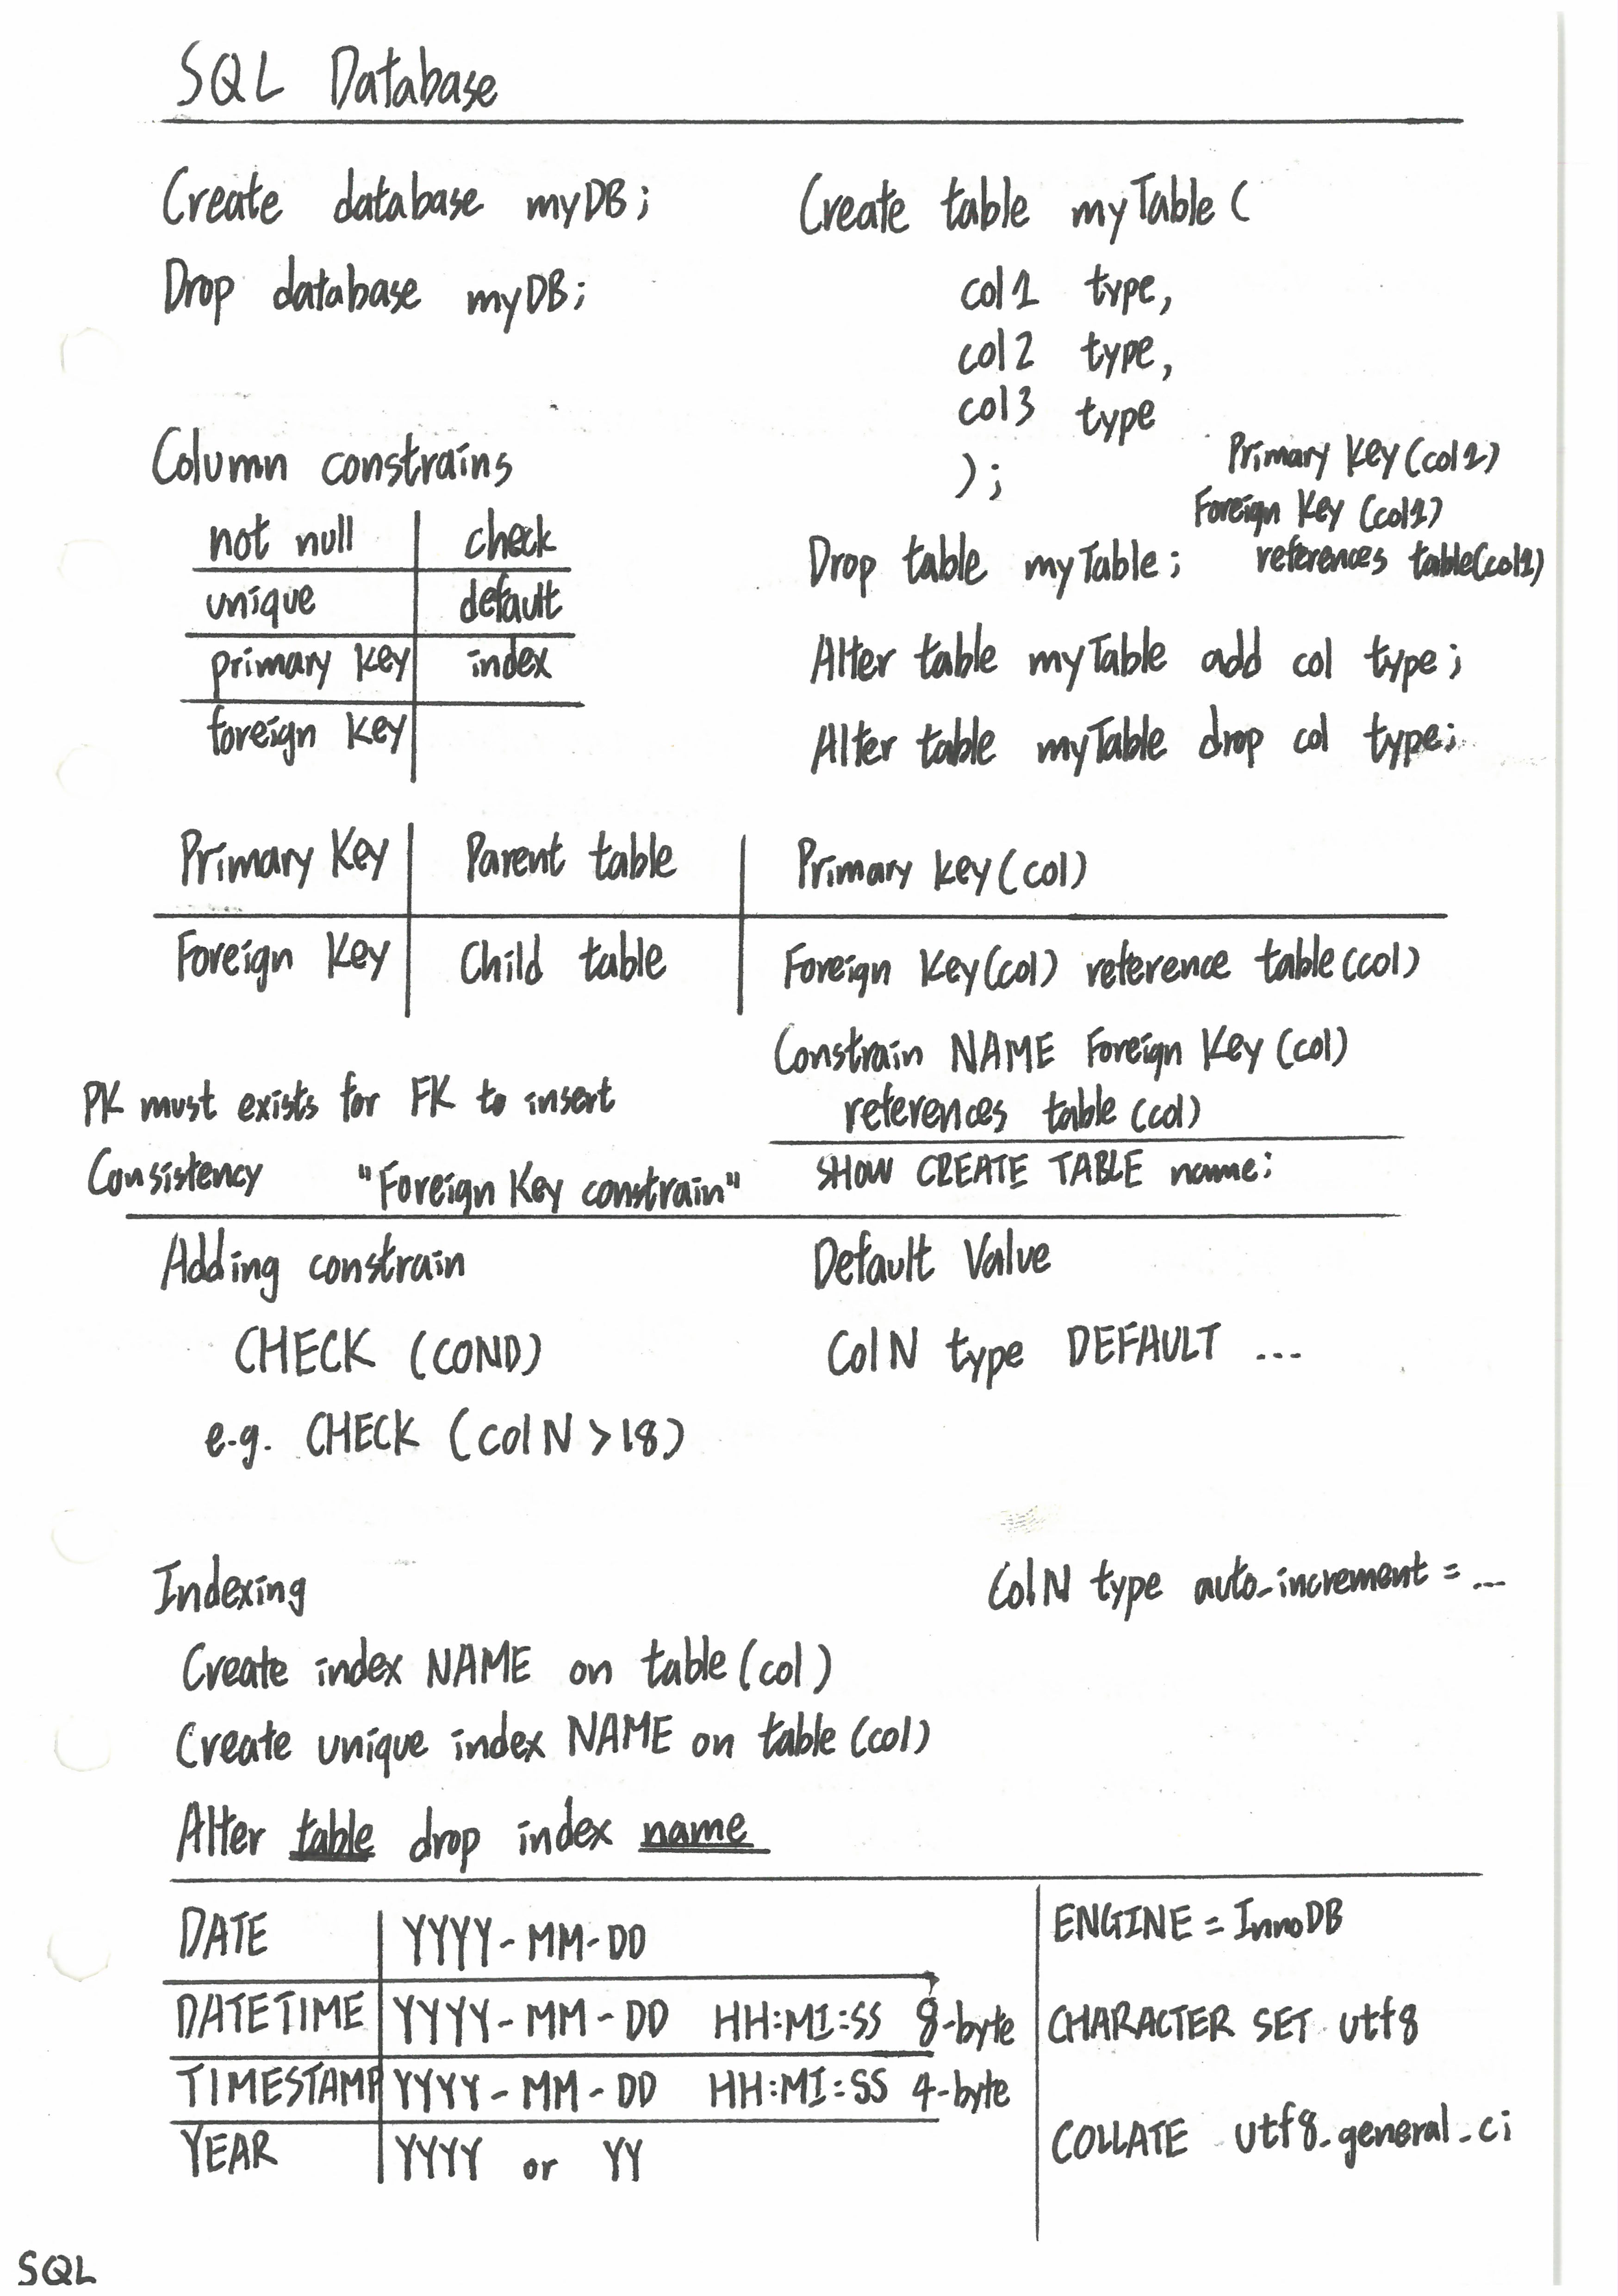 SQL Database
Create database myDB;
Drop database myDB;
Create table myTable (
col1 type,
col2 type,
col3 type
);
Primary Key (col1)
Foreign Key (col1)
references table(col1)
Drop table myTable;
Alter table myTable add col type;
Alter table myTable drop col type;
Column constrains
not null check
unique default
primary key index
foreign key
Primary Key Parent table Primary key (col)
Foreign Key Child table Foreign Key (col) reference table (col)
Constrain NAME Foreign Key (col)
references table (col)
PK must exists for FK to insert
Consistency "Foreign Key constrain"
SHOW CREATE TABLE name;
Adding constrain
CHECK (COND)
e.g. CHECK (colN > 18)
Default Value
ColN type DEFAULT ...
ColN type auto_increment = ...
Indexing
Create index NAME on table (col)
Create unique index NAME on table (col)
Alter table drop index name
DATE YYYY-MM-DD
DATETIME YYYY-MM-DD HH:MI:SS 8-byte
TIMESTAMP YYYY-MM-DD HH:MI:SS 4-byte
YEAR YYYY or YY
ENGINE = InnoDB
CHARACTER SET utf8
COLLATE utf8_general_ci
SQL